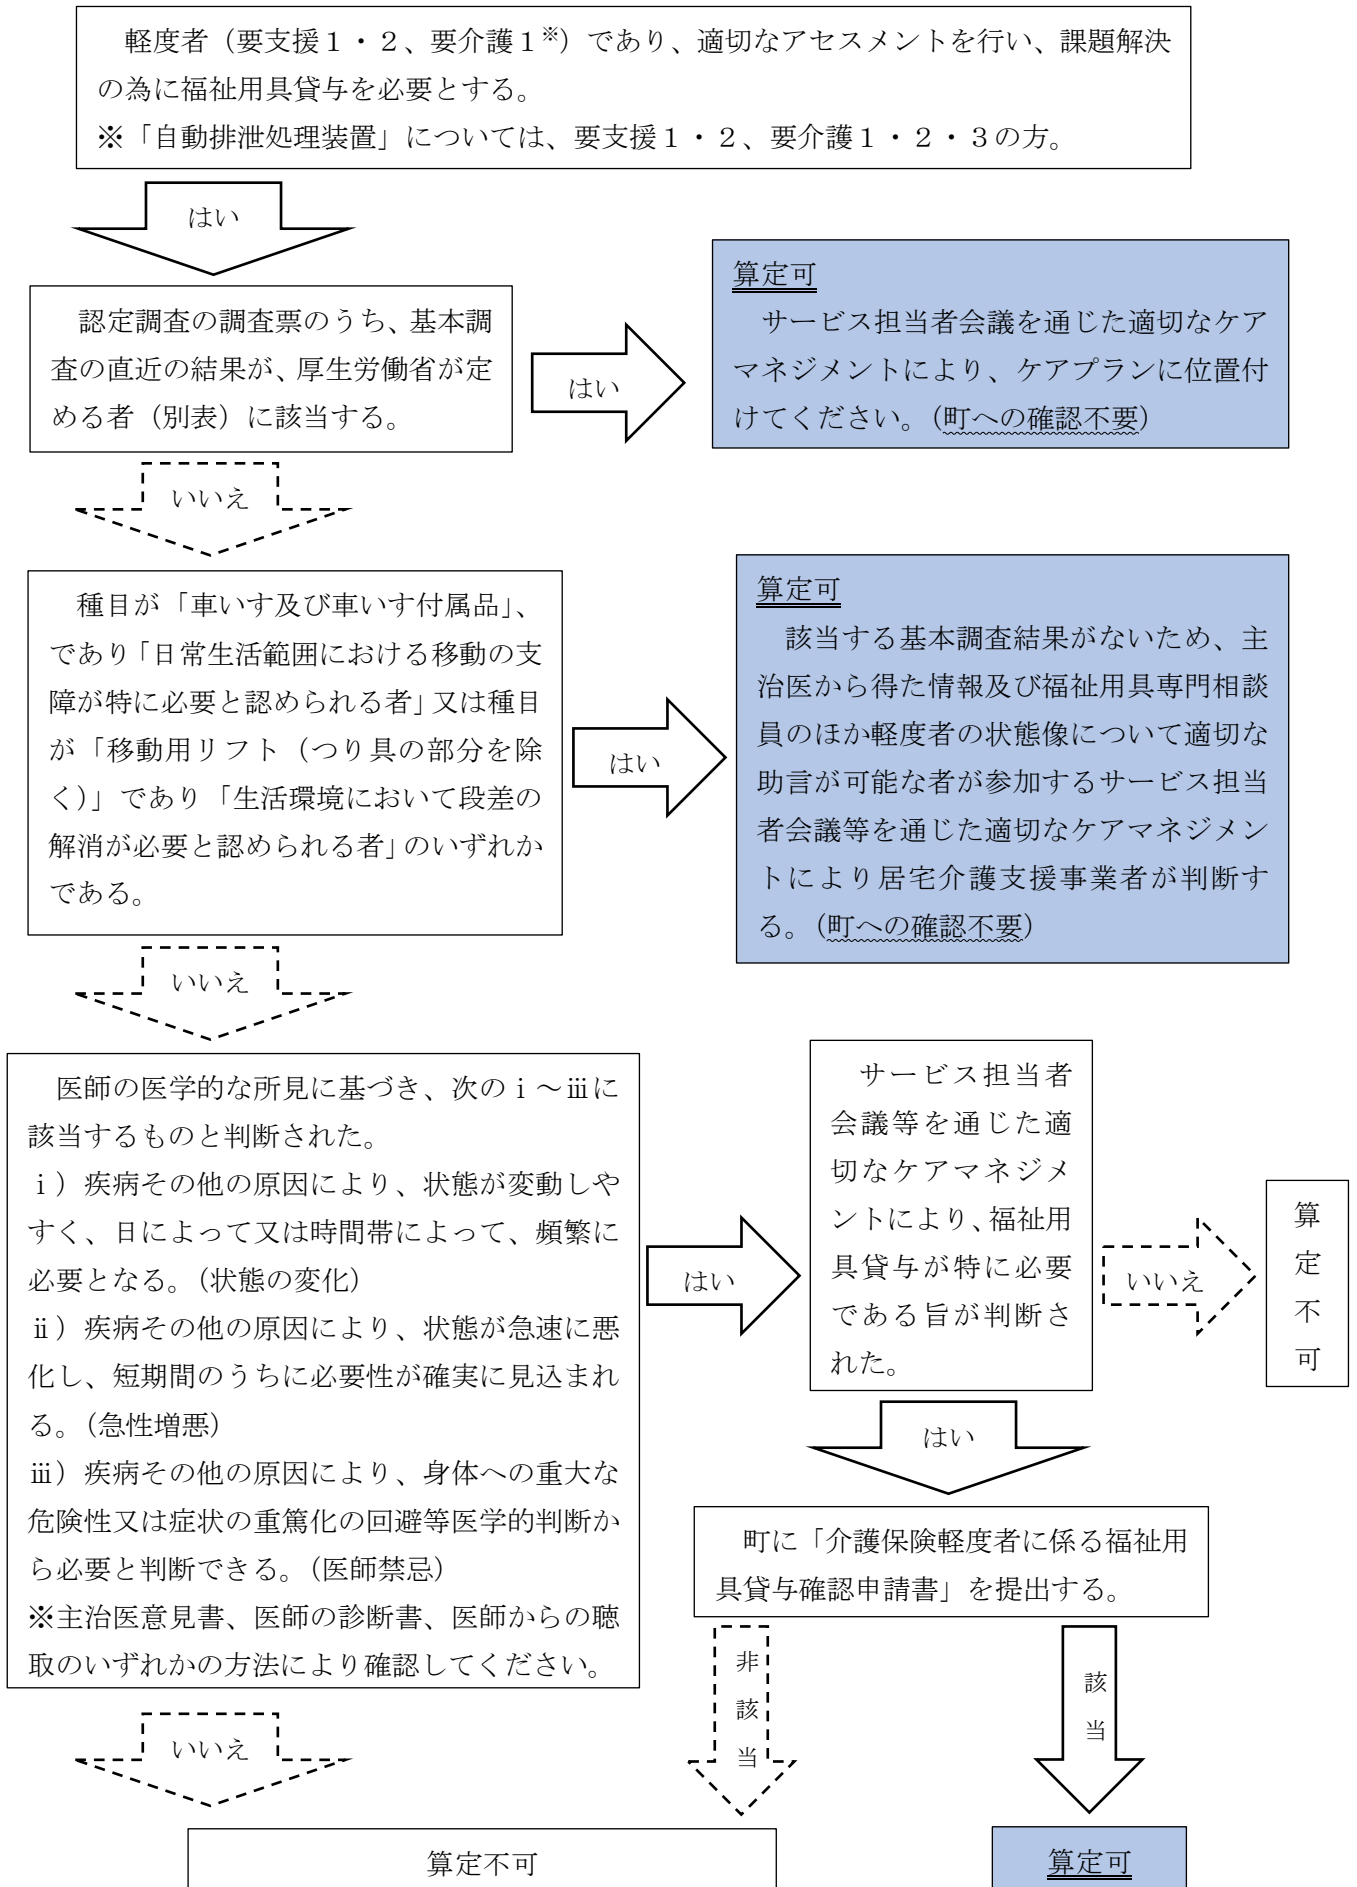 軽度者（要支援１・２、要介護１※）であり、適切なアセスメントを行い、課題解決
の為に福祉用具貸与を必要とする。
※「自動排泄処理装置」については、要支援１・２、要介護１・２・３の方。
はい
認定調査の調査票のうち、基本調
査の直近の結果が、厚生労働省が定
める者（別表）に該当する。
はい
算定可
サービス担当者会議を通じた適切なケア
マネジメントにより、ケアプランに位置付
けてください。（町への確認不要）
いいえ
種目が「車いす及び車いす付属品」、
であり「日常生活範囲における移動の支
障が特に必要と認められる者」又は種目
が「移動用リフト（つり具の部分を除
く）」であり「生活環境において段差の
解消が必要と認められる者」のいずれか
である。
はい
算定可
該当する基本調査結果がないため、主
治医から得た情報及び福祉用具専門相談
員のほか軽度者の状態像について適切な
助言が可能な者が参加するサービス担当
者会議等を通じた適切なケアマネジメン
トにより居宅介護支援事業者が判断す
る。（町への確認不要）
いいえ
医師の医学的な所見に基づき、次のⅰ～ⅲに
該当するものと判断された。
ⅰ）疾病その他の原因により、状態が変動しや
すく、日によって又は時間帯によって、頻繁に
必要となる。（状態の変化）
ⅱ）疾病その他の原因により、状態が急速に悪
化し、短期間のうちに必要性が確実に見込まれ
る。（急性増悪）
ⅲ）疾病その他の原因により、身体への重大な
危険性又は症状の重篤化の回避等医学的判断か
ら必要と判断できる。（医師禁忌）
※主治医意見書、医師の診断書、医師からの聴
取のいずれかの方法により確認してください。
はい
サービス担当者
会議等を通じた適
切なケアマネジメ
ントにより、福祉用
具貸与が特に必要
である旨が判断さ
れた。
いいえ
算定不可
はい
町に「介護保険軽度者に係る福祉用
具貸与確認申請書」を提出する。
いいえ
非該当
該当
算定不可
算定可